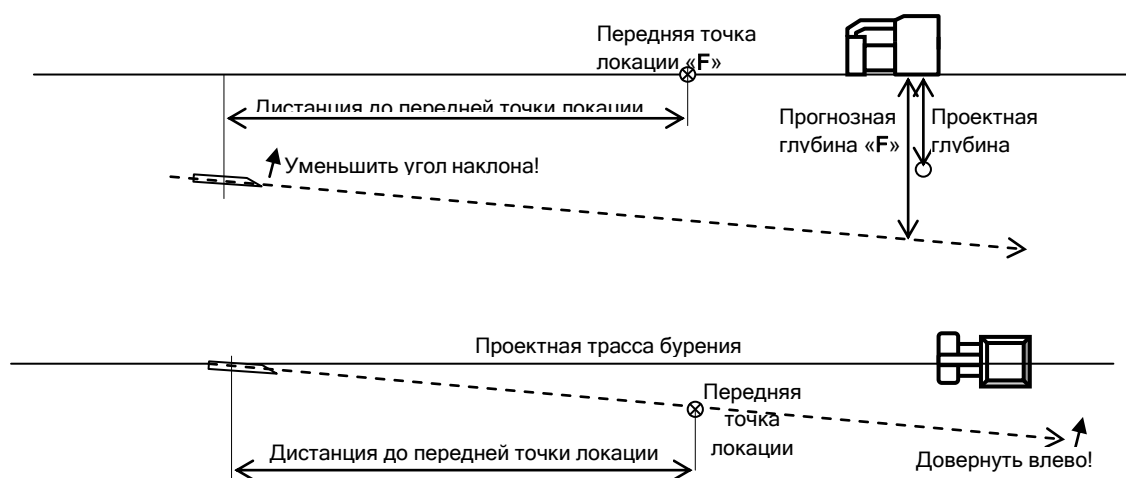 Передняя точка
локации «F»
Дистанция до передней точки локации
Прогнозная
глубина «F»
Проектная
глубина
Уменьшить угол наклона!
Проектная трасса бурения
Передняя
точка
локации
Дистанция до передней точки локации
Довернуть влево!